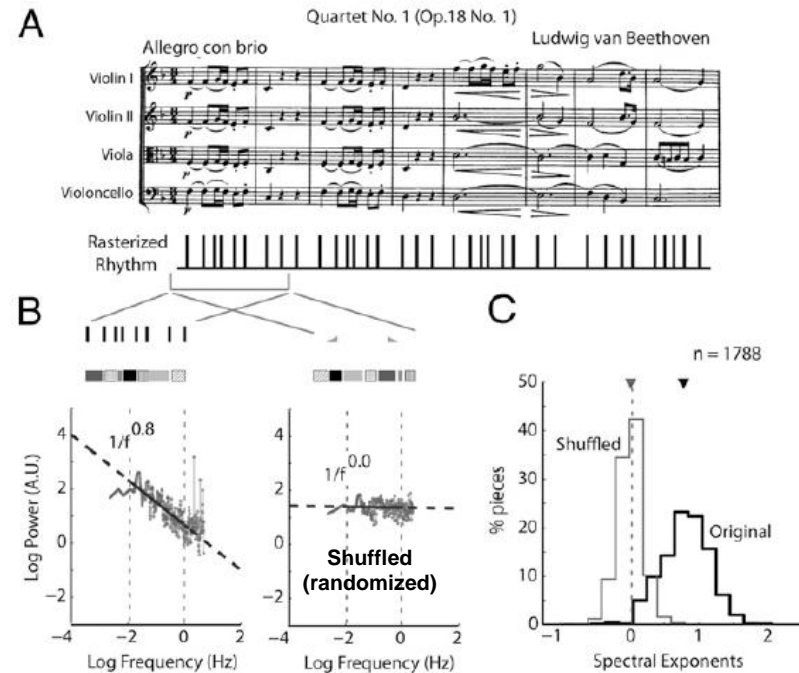 A
Quartet No. 1 (Op.18 No. 1)
Allegro con brio
Ludwig van Beethoven
Violin I
Violin II
Viola
Violoncello
p
p
p
p
Rasterized
Rhythm
B
Log Power (A.U.)
4
2
0
−2
1/f 0.8
−4
−2
0
2
Log Frequency (Hz)
4
2
0
−2
1/f 0.0
Shuffled
(randomized)
−4
−2
0
2
Log Frequency (Hz)
C
n = 1788
% pieces
50
40
30
20
10
0
Shuffled
Original
−1
0
1
2
Spectral Exponents